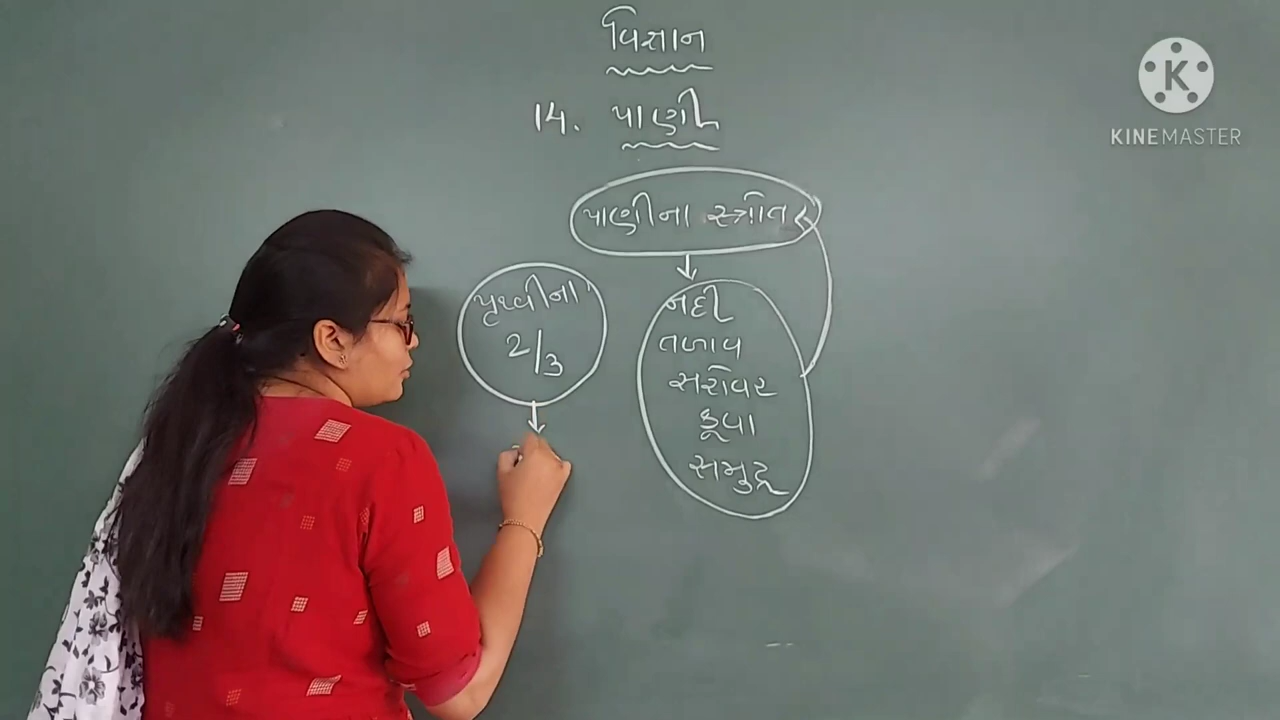 વિજ્ઞાન
14. પાણી
પાણીના સ્ત્રોત
પૃથ્વીના
2/3
નદી
તળાવ
સરોવર
કૂવા
સમુદ્ર
K
KINEMASTER